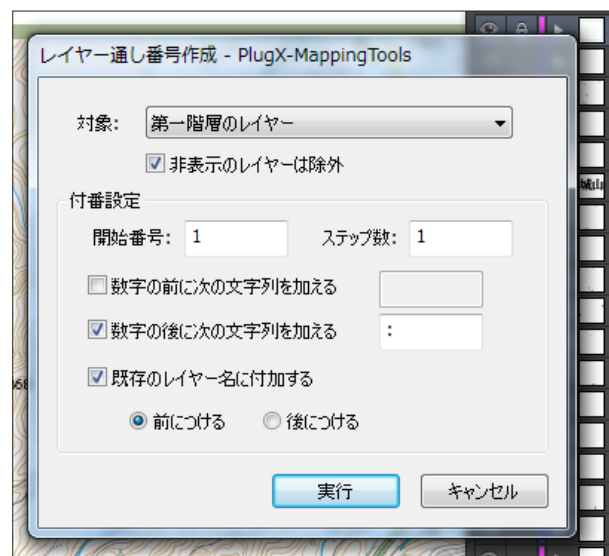 レイヤー通し番号作成 - PlugX-MappingTools
対象: 第一階層のレイヤー
非表示のレイヤーは除外
付番設定
開始番号: 1 ステップ数: 1
数字の前に次の文字列を加える
数字の後に次の文字列を加える :
既存のレイヤー名に付加する
前につける 後につける
実行 キャンセル
城山